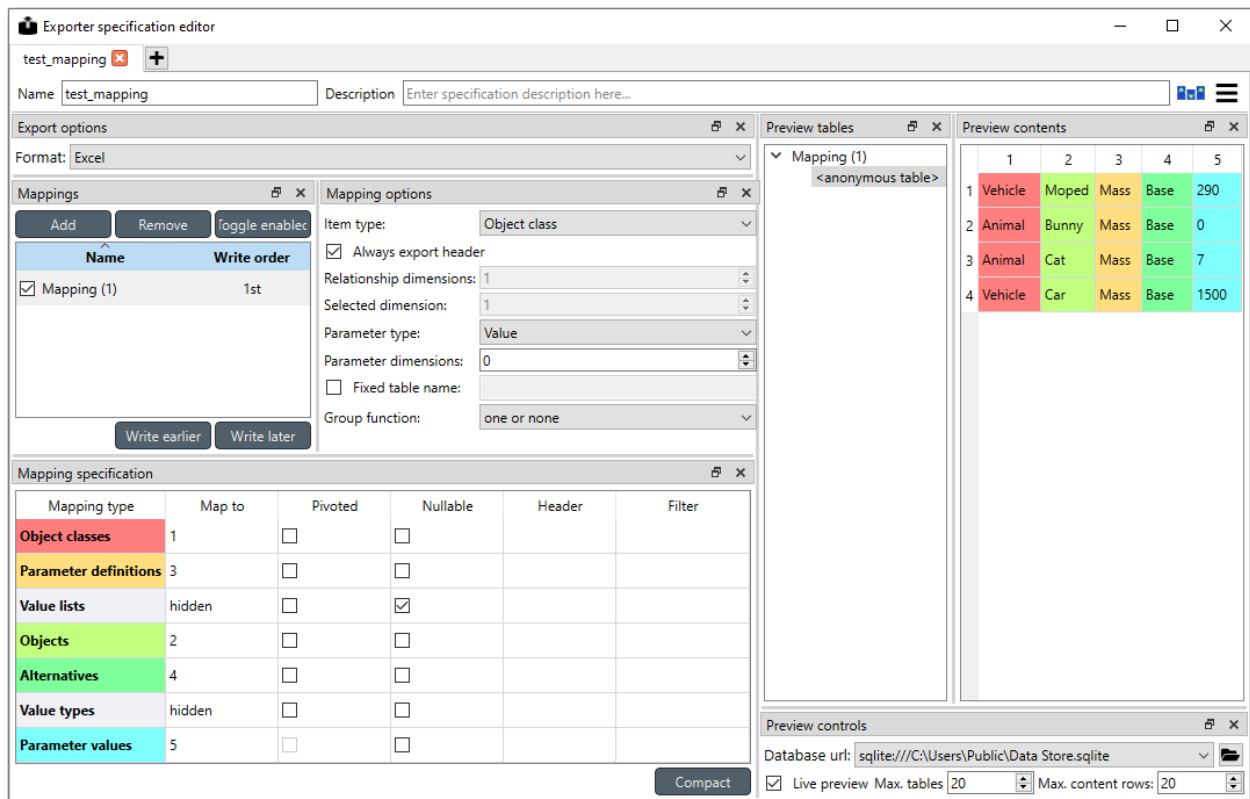 Exporter specification editor
test_mapping
Name test_mapping Description Enter specification description here...
Export options
Format: Excel
Mappings
Add Remove Toggle enabled
Name Write order
Mapping (1) 1st
Write earlier Write later
Mapping options
Item type: Object class
Always export header
Relationship dimensions: 1
Selected dimension: 1
Parameter type: Value
Parameter dimensions: 0
Fixed table name:
Group function: one or none
Mapping specification
Mapping type Map to Pivoted Nullable Header Filter
Object classes 1
Parameter definitions 3
Value lists hidden
Objects 2
Alternatives 4
Value types hidden
Parameter values 5
Compact
Preview tables
Mapping (1)
<anonymous table>
Preview contents
1 2 3 4 5
1 Vehicle Moped Mass Base 290
2 Animal Bunny Mass Base 0
3 Animal Cat Mass Base 7
4 Vehicle Car Mass Base 1500
Preview controls
Database url: sqlite:///C:\Users\Public\Data Store.sqlite
Live preview Max. tables 20 Max. content rows: 20